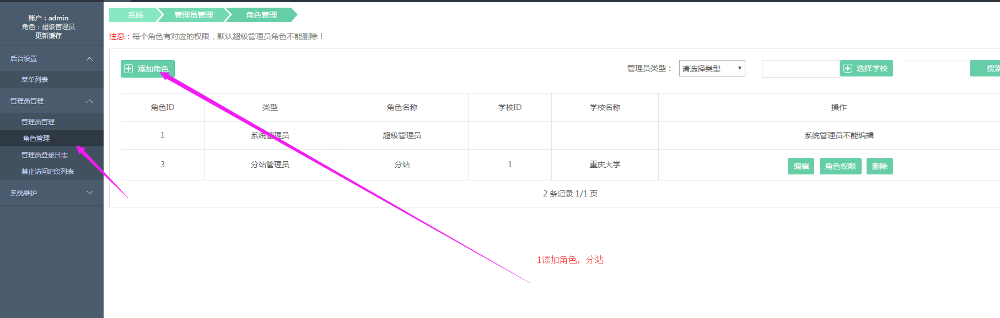 账户：admin
角色：超级管理员
更新缓存
后台设置
菜单列表
管理员管理
管理员管理
角色管理
管理员登录日志
禁止访问IP段列表
系统维护
系统 管理员管理 角色管理
注意：每个角色有对应的权限，默认超级管理员角色不能删除！
添加角色 管理员类型： 请选择类型 选择学校 搜索
角色ID 类型 角色名称 学校ID 学校名称 操作
1 系统管理员 超级管理员 系统管理员不能编辑
3 分站管理员 分站 1 重庆大学 编辑 角色权限 删除
2 条记录 1/1 页
1添加角色，分站